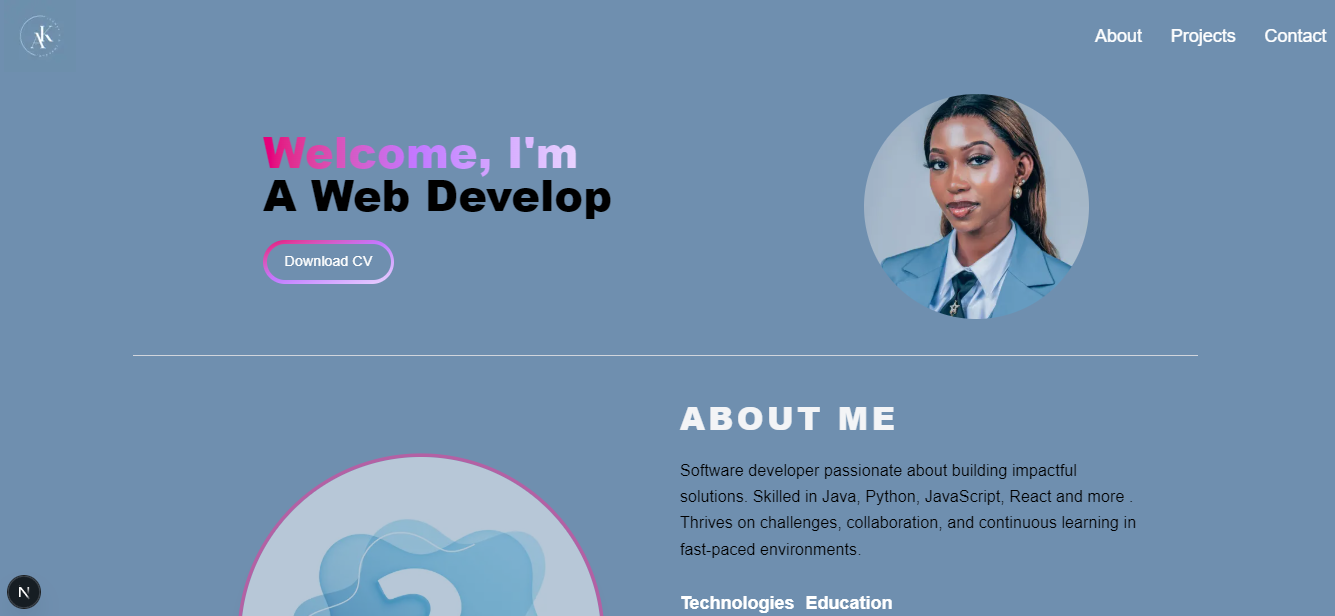 AK
About Projects Contact
Welcome, I'm
A Web Develop
Download CV
ABOUT ME
Software developer passionate about building impactful
solutions. Skilled in Java, Python, JavaScript, React and more .
Thrives on challenges, collaboration, and continuous learning in
fast-paced environments.
Technologies Education
N